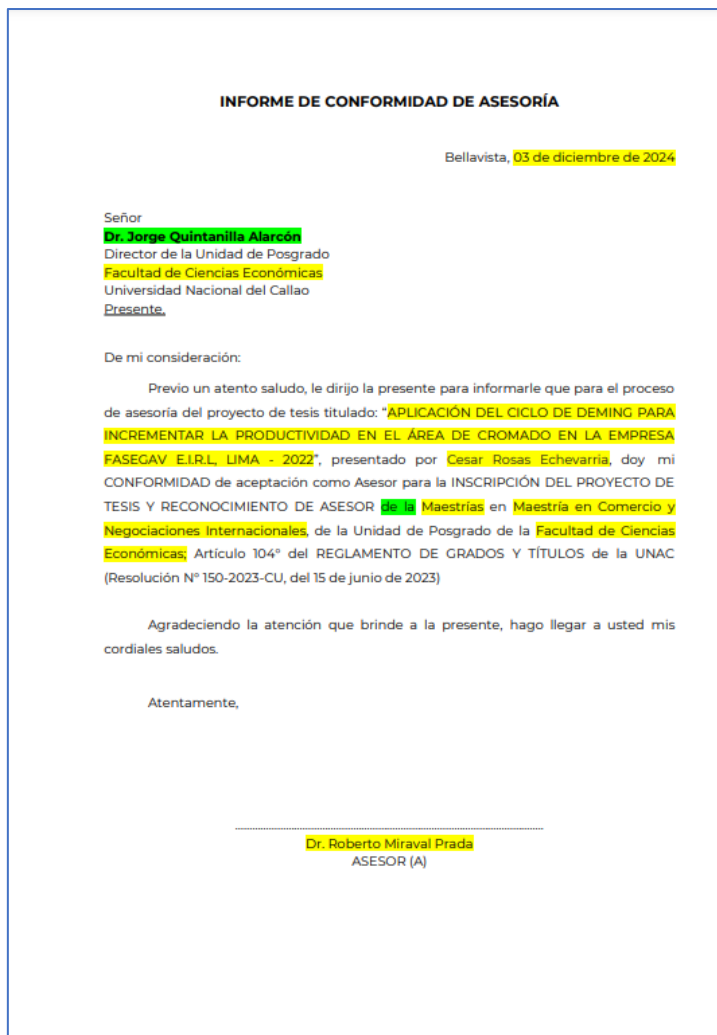 INFORME DE CONFORMIDAD DE ASESORÍA
Bellavista, 03 de diciembre de 2024
Señor
Dr. Jorge Quintanilla Alarcón
Director de la Unidad de Posgrado
Facultad de Ciencias Económicas
Universidad Nacional del Callao
Presente.
De mi consideración:
Previo un atento saludo, le dirijo la presente para informarle que para el proceso
de asesoría del proyecto de tesis titulado: “APLICACIÓN DEL CICLO DE DEMING PARA
INCREMENTAR LA PRODUCTIVIDAD EN EL ÁREA DE CROMADO EN LA EMPRESA
FASEGAV E.I.R.L, LIMA - 2022”, presentado por Cesar Rosas Echevarria, doy mi
CONFORMIDAD de aceptación como Asesor para la INSCRIPCIÓN DEL PROYECTO DE
TESIS Y RECONOCIMIENTO DE ASESOR de la Maestrías en Maestría en Comercio y
Negociaciones Internacionales, de la Unidad de Posgrado de la Facultad de Ciencias
Económicas; Artículo 104° del REGLAMENTO DE GRADOS Y TÍTULOS de la UNAC
(Resolución N° 150-2023-CU, del 15 de junio de 2023)
Agradeciendo la atención que brinde a la presente, hago llegar a usted mis
cordiales saludos.
Atentamente,
Dr. Roberto Miraval Prada
ASESOR (A)